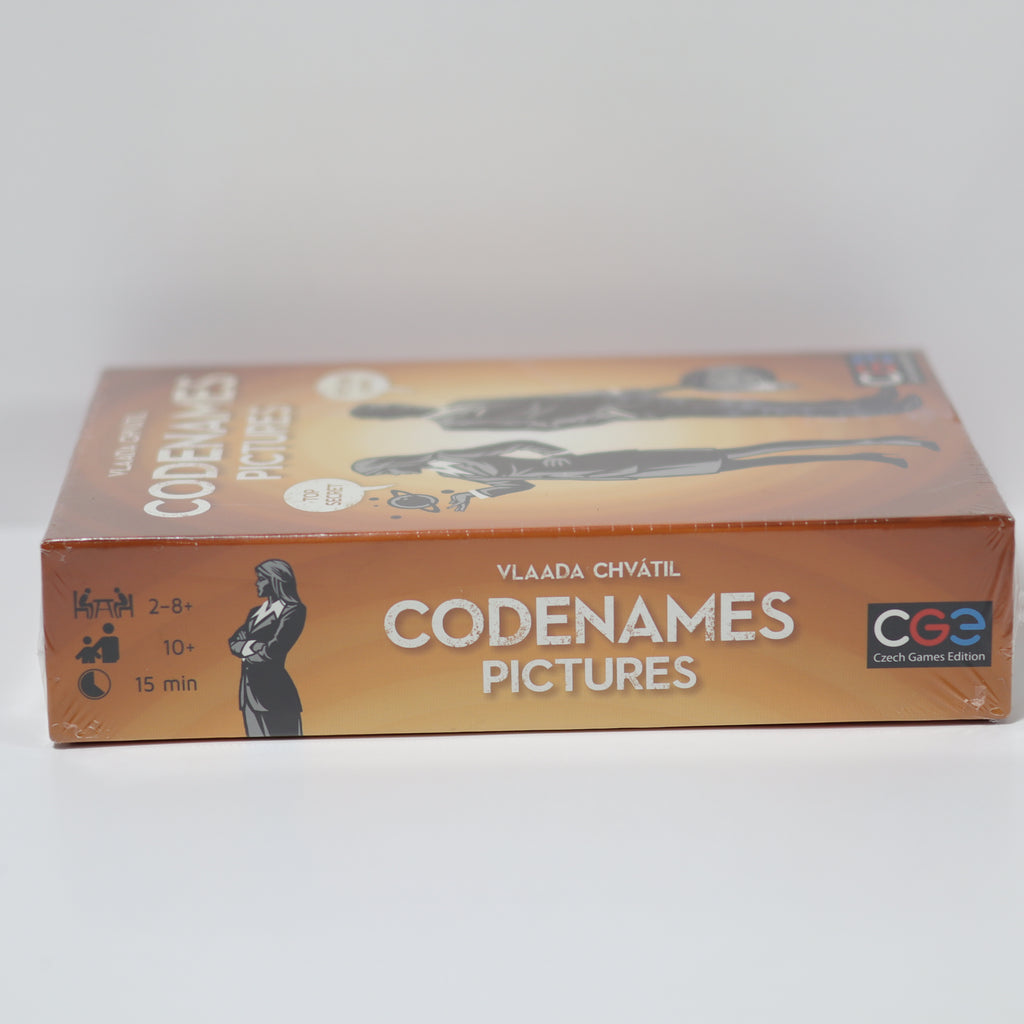 VLAADA CHVÁTIL
CODENAMES
PICTURES
TOP
SECRET
CGE
2-8+
10+
15 min
VLAADA CHVÁTIL
CODENAMES
PICTURES
CGE
Czech Games Edition